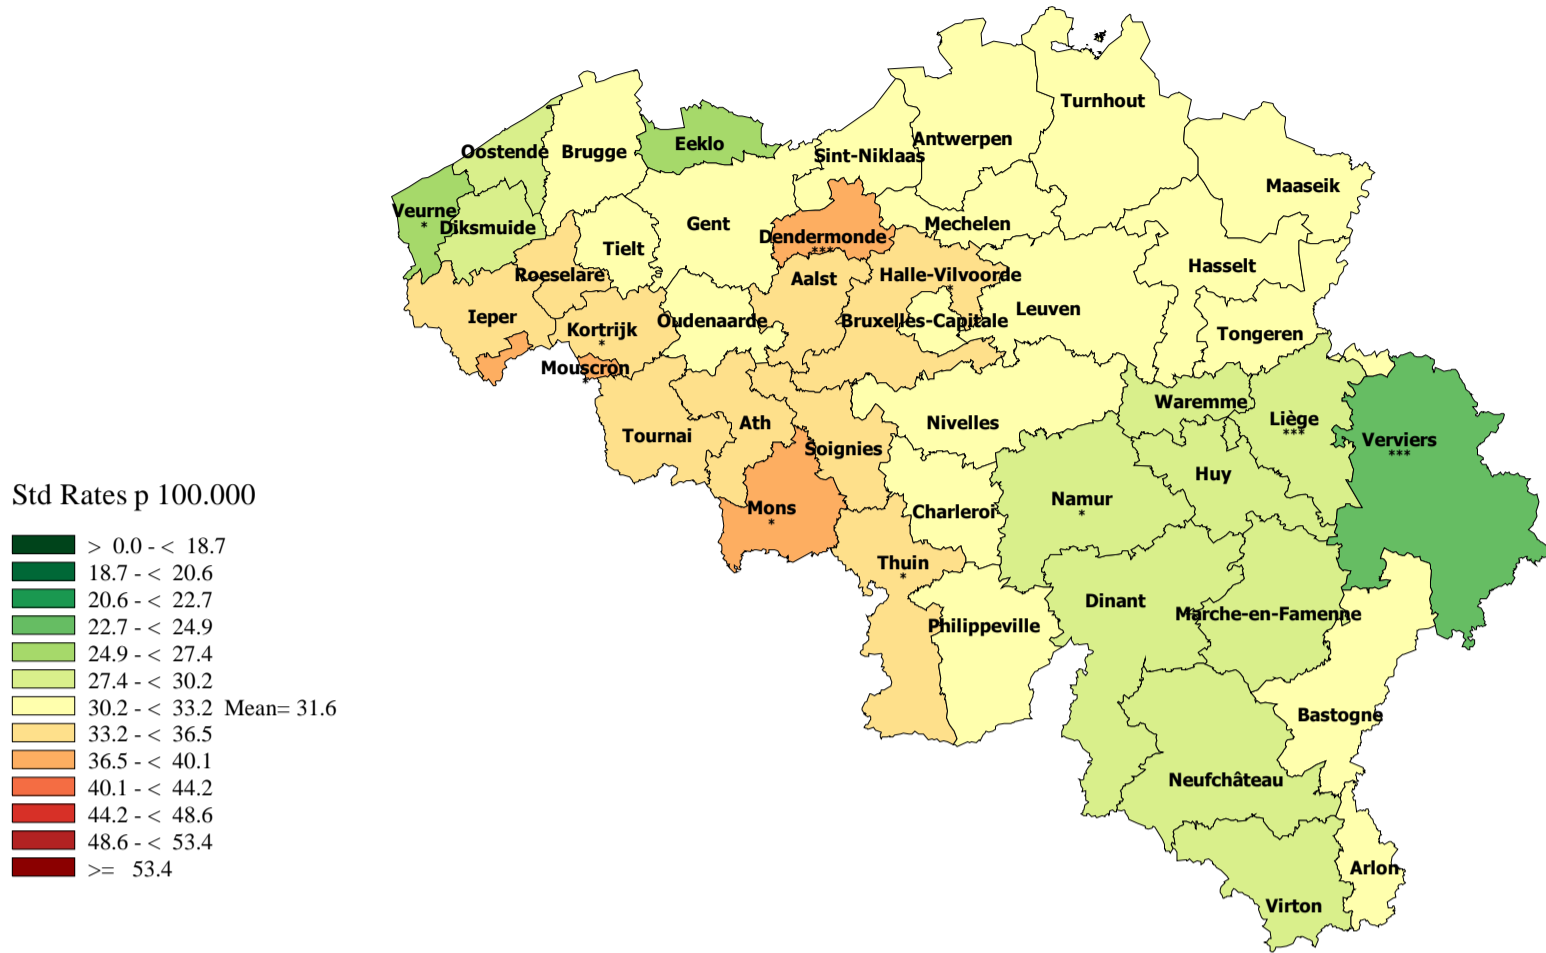 Turnhout
Antwerpen
Eeklo
Oostende
Brugge
Sint-Niklaas
Maaseik
Veurne
*
Diksmuide
Gent
Mechelen
Dendermonde
***
Tielt
Roeselare
Aalst
Halle-Vilvoorde
*
Hasselt
Ieper
Kortrijk
*
Oudenaarde
Bruxelles-Capitale
Leuven
Tongeren
Mouscron
*
Waremme
Liège
***
Verviers
***
Tournai
Ath
Soignies
Nivelles
Huy
Mons
*
Charleroi
Namur
*
Thuin
*
Dinant
Marche-en-Famenne
Philippeville
Bastogne
Neufchâteau
Arlon
Virton
Std Rates p 100.000
> 0.0 - < 18.7
18.7 - < 20.6
20.6 - < 22.7
22.7 - < 24.9
24.9 - < 27.4
27.4 - < 30.2
30.2 - < 33.2 Mean= 31.6
33.2 - < 36.5
36.5 - < 40.1
40.1 - < 44.2
44.2 - < 48.6
48.6 - < 53.4
>= 53.4